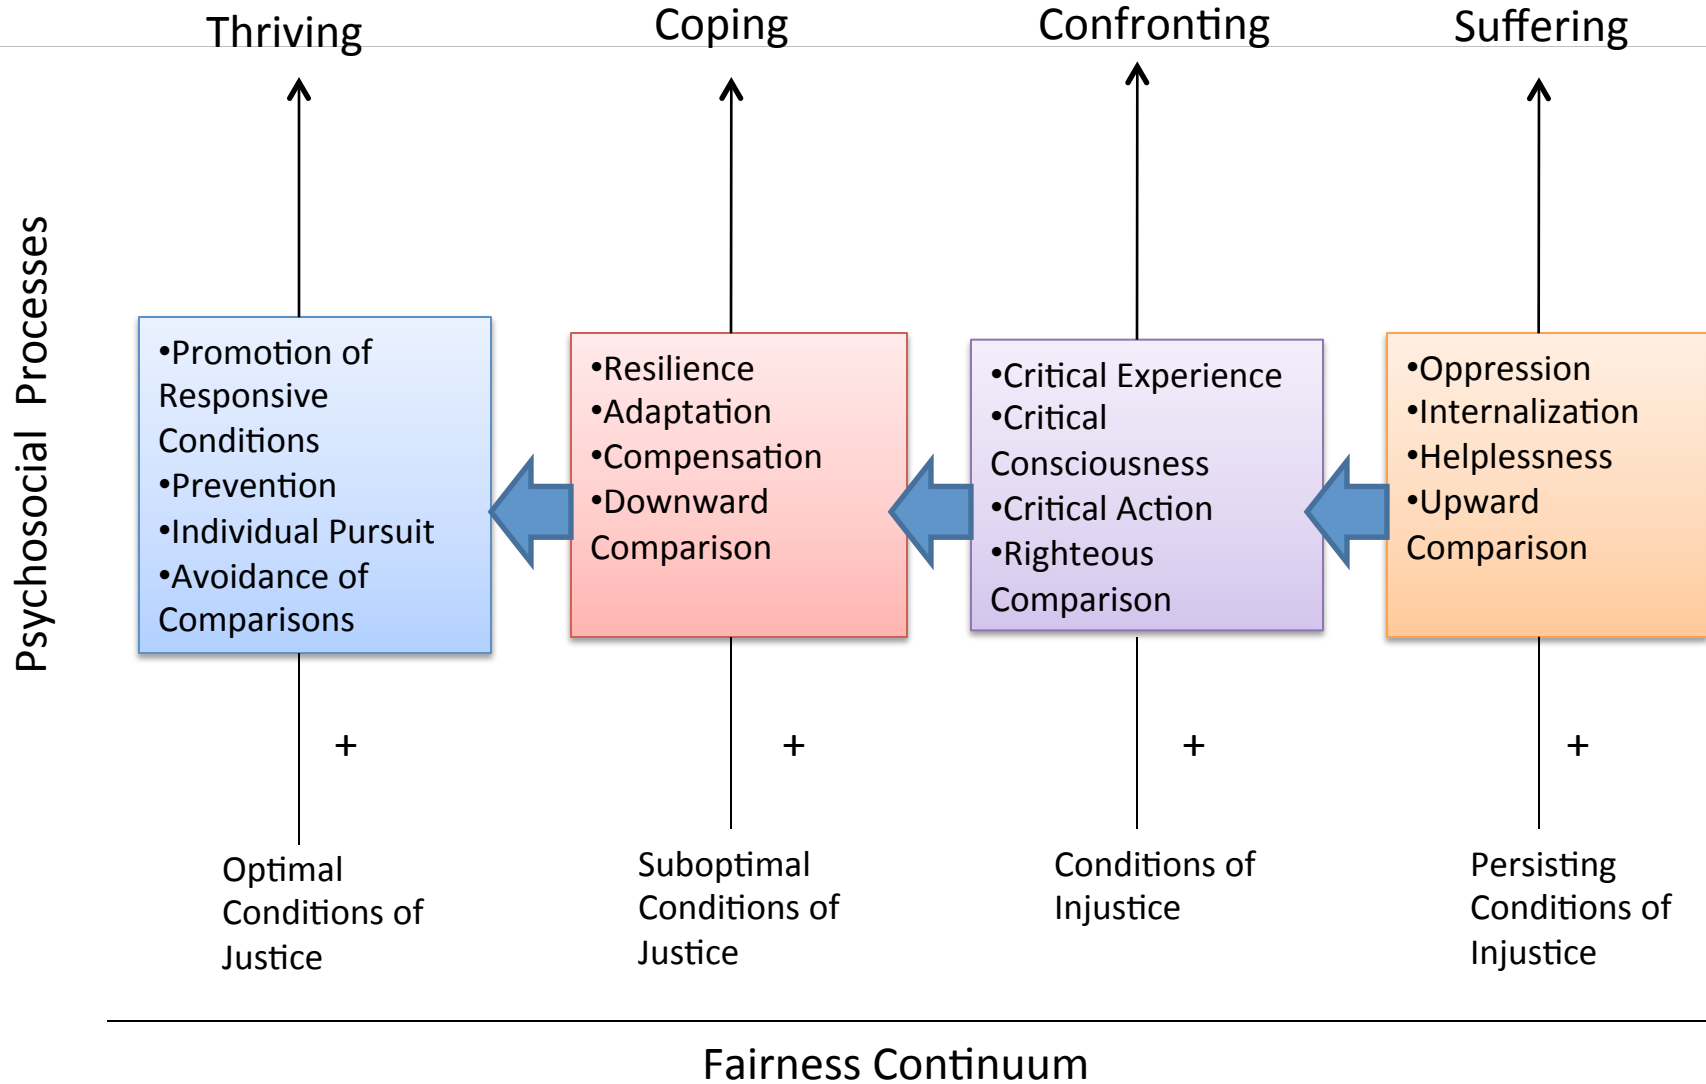 Thriving
Coping
Confronting
Suffering
Psychosocial Processes
•Promotion of
Responsive
Conditions
•Prevention
•Individual Pursuit
•Avoidance of
Comparisons
•Resilience
•Adaptation
•Compensation
•Downward
Comparison
•Critical Experience
•Critical
Consciousness
•Critical Action
•Righteous
Comparison
•Oppression
•Internalization
•Helplessness
•Upward
Comparison
+
+
+
+
Optimal
Conditions of
Justice
Suboptimal
Conditions of
Justice
Conditions of
Injustice
Persisting
Conditions of
Injustice
Fairness Continuum